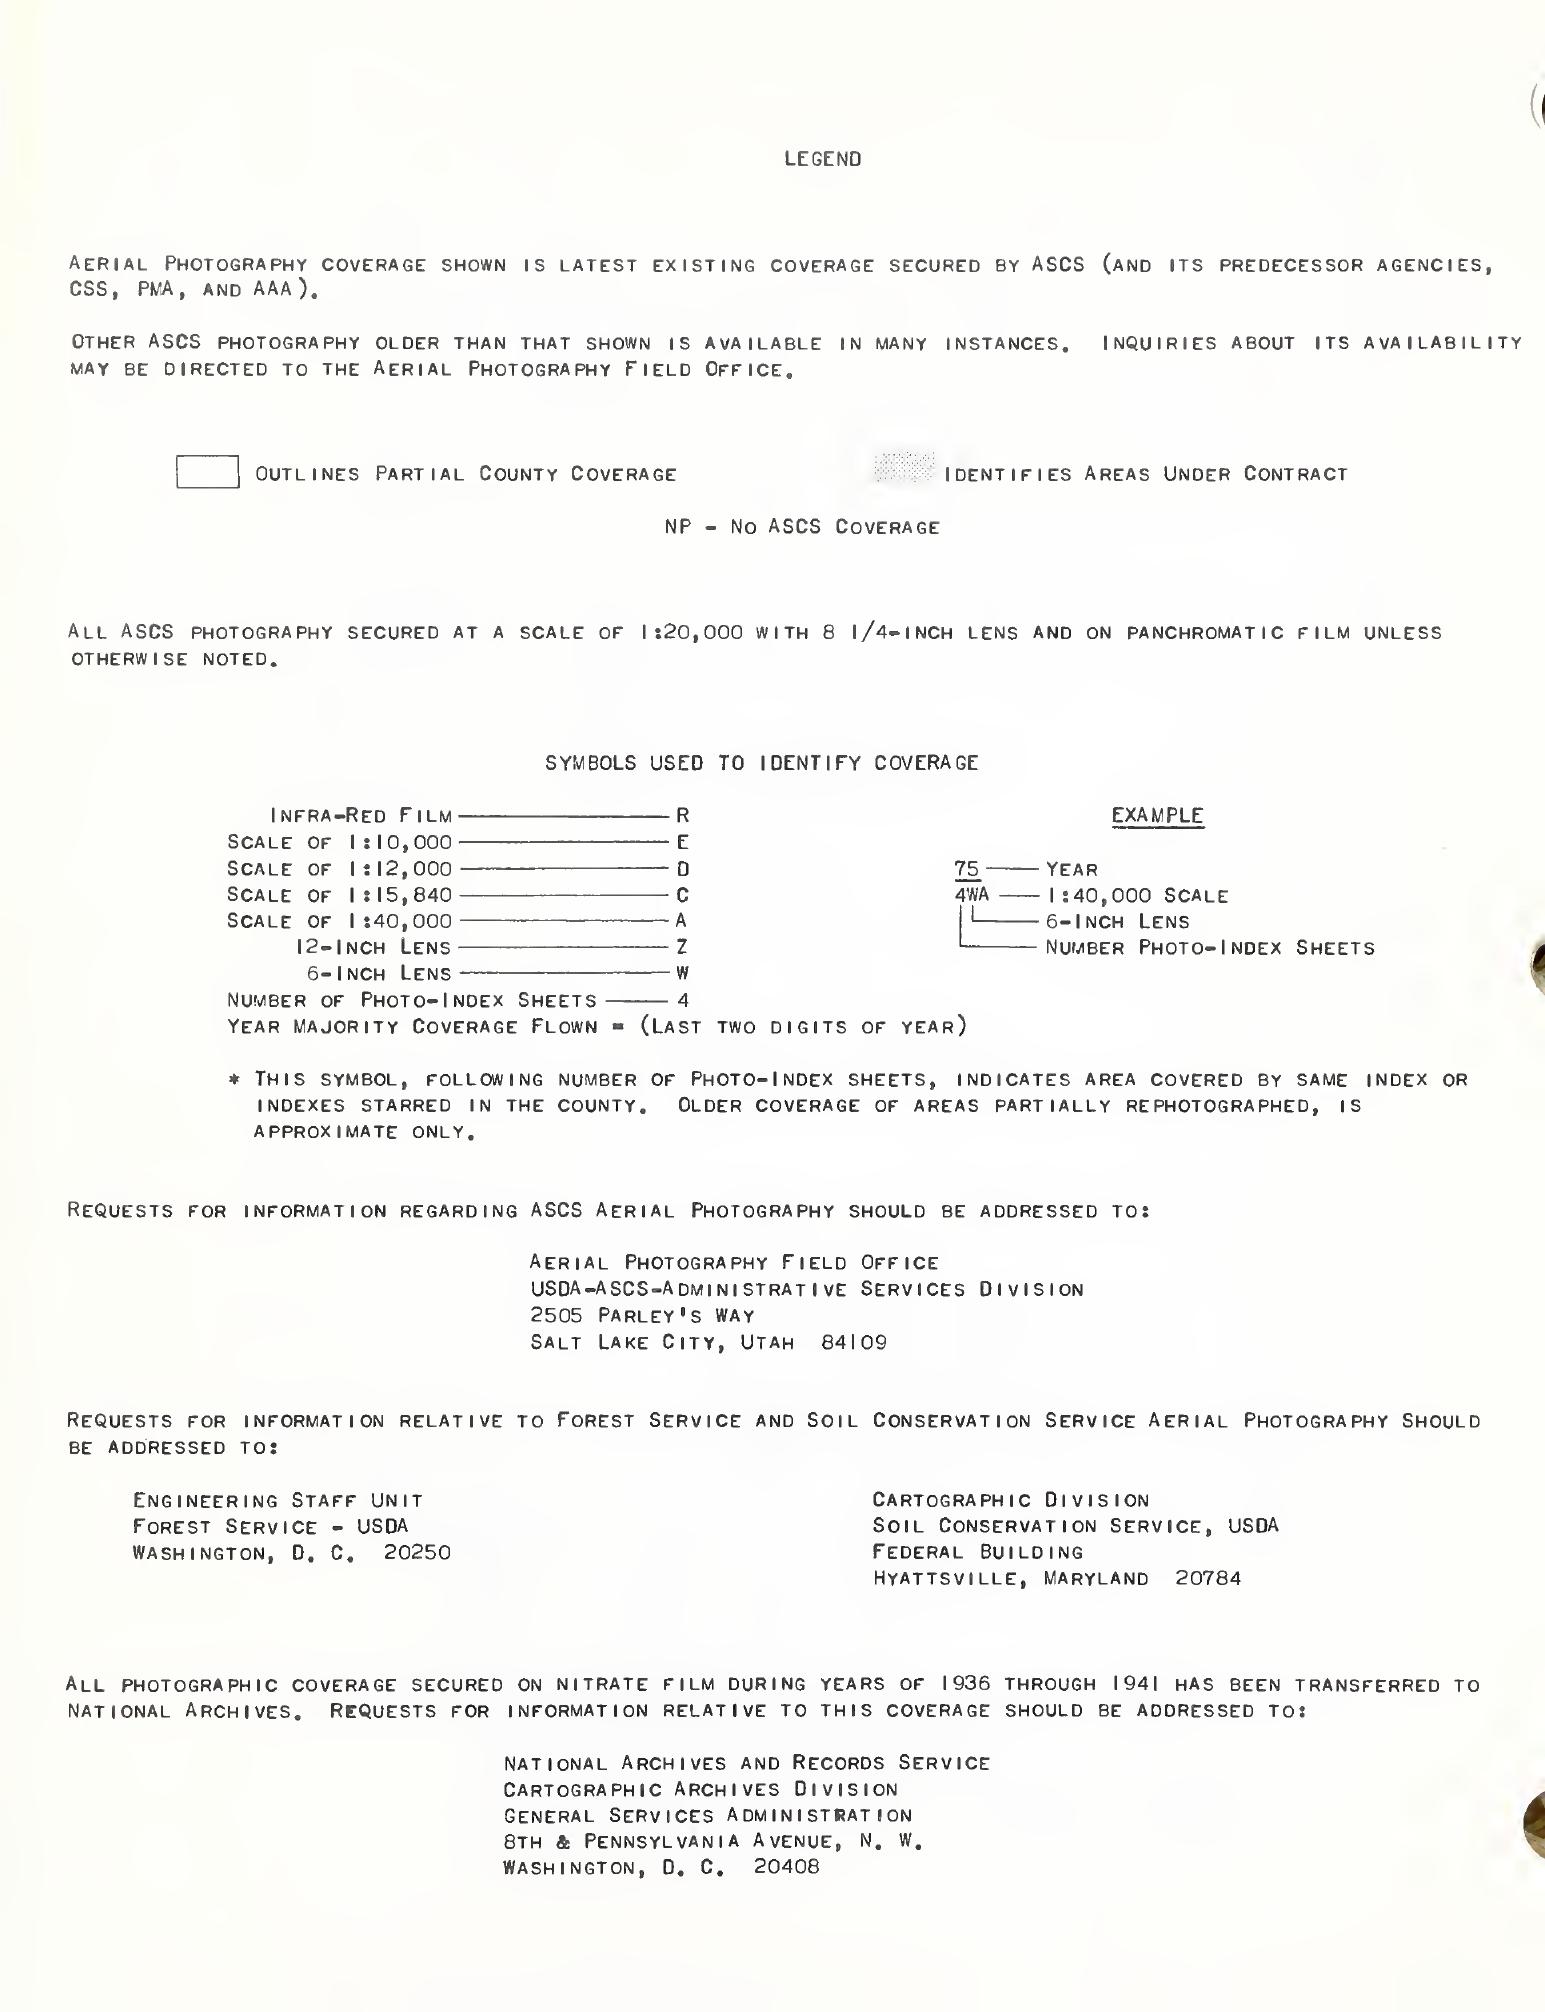 LEGEND
AERIAL PHOTOGRAPHY COVERAGE SHOWN IS LATEST EXISTING COVERAGE SECURED BY ASCS (AND ITS PREDECESSOR AGENCIES,
CSS, PMA, AND AAA).
OTHER ASCS PHOTOGRAPHY OLDER THAN THAT SHOWN IS AVAILABLE IN MANY INSTANCES. INQUIRIES ABOUT ITS AVAILABILITY
MAY BE DIRECTED TO THE AERIAL PHOTOGRAPHY FIELD OFFICE.
OUTLINES PARTIAL COUNTY COVERAGE
IDENTIFIES AREAS UNDER CONTRACT
NP - NO ASCS COVERAGE
ALL ASCS PHOTOGRAPHY SECURED AT A SCALE OF 1:20,000 WITH 8 1/4-INCH LENS AND ON PANCHROMATIC FILM UNLESS
OTHERWISE NOTED.
SYMBOLS USED TO IDENTIFY COVERAGE
INFRA-RED FILM R
SCALE OF 1:10,000 E
SCALE OF 1:12,000 D
SCALE OF 1:15,840 C
SCALE OF 1:40,000 A
12-INCH LENS Z
6-INCH LENS W
NUMBER OF PHOTO-INDEX SHEETS 4
YEAR MAJORITY COVERAGE FLOWN = (LAST TWO DIGITS OF YEAR)
EXAMPLE
75 YEAR
4WA 1:40,000 SCALE
6-INCH LENS
NUMBER PHOTO-INDEX SHEETS
* THIS SYMBOL, FOLLOWING NUMBER OF PHOTO-INDEX SHEETS, INDICATES AREA COVERED BY SAME INDEX OR
INDEXES STARRED IN THE COUNTY. OLDER COVERAGE OF AREAS PARTIALLY REPHOTOGRAPHED, IS
APPROXIMATE ONLY.
REQUESTS FOR INFORMATION REGARDING ASCS AERIAL PHOTOGRAPHY SHOULD BE ADDRESSED TO:
AERIAL PHOTOGRAPHY FIELD OFFICE
USDA-ASCS-ADMINISTRATIVE SERVICES DIVISION
2505 PARLEY'S WAY
SALT LAKE CITY, UTAH 84109
REQUESTS FOR INFORMATION RELATIVE TO FOREST SERVICE AND SOIL CONSERVATION SERVICE AERIAL PHOTOGRAPHY SHOULD
BE ADDRESSED TO:
ENGINEERING STAFF UNIT
FOREST SERVICE - USDA
WASHINGTON, D. C. 20250
CARTOGRAPHIC DIVISION
SOIL CONSERVATION SERVICE, USDA
FEDERAL BUILDING
HYATTSVILLE, MARYLAND 20784
ALL PHOTOGRAPHIC COVERAGE SECURED ON NITRATE FILM DURING YEARS OF 1936 THROUGH 1941 HAS BEEN TRANSFERRED TO
NATIONAL ARCHIVES. REQUESTS FOR INFORMATION RELATIVE TO THIS COVERAGE SHOULD BE ADDRESSED TO:
NATIONAL ARCHIVES AND RECORDS SERVICE
CARTOGRAPHIC ARCHIVES DIVISION
GENERAL SERVICES ADMINISTRATION
8TH & PENNSYLVANIA AVENUE, N. W.
WASHINGTON, D. C. 20408